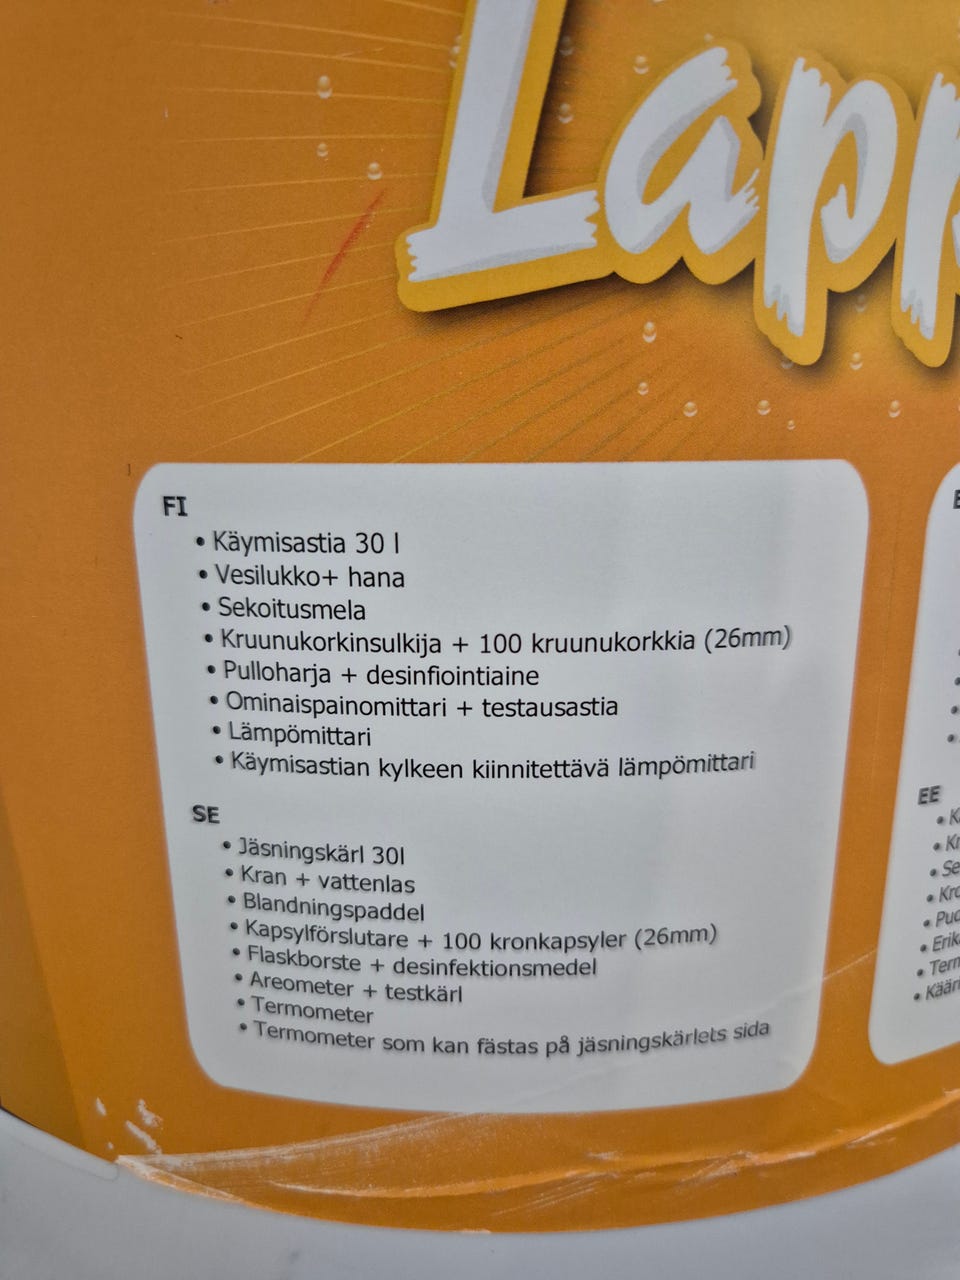 Lapp
FI
• Käymisastia 30 l
• Vesilukko+ hana
• Sekoitusmela
• Kruunukorkinsulkija + 100 kruunukorkkia (26mm)
• Pulloharja + desinfiointiaine
• Ominaispainomittari + testausastia
• Lämpömittari
• Käymisastian kylkeen kiinnitettävä lämpömittari
SE
• Jäsningskärl 30l
• Kran + vattenlas
• Blandningspaddel
• Kapsylförslutare + 100 kronkapsyler (26mm)
• Flaskborste + desinfektionsmedel
• Areometer + testkärl
• Termometer
• Termometer som kan fästas på jäsningskärlets sida
EE